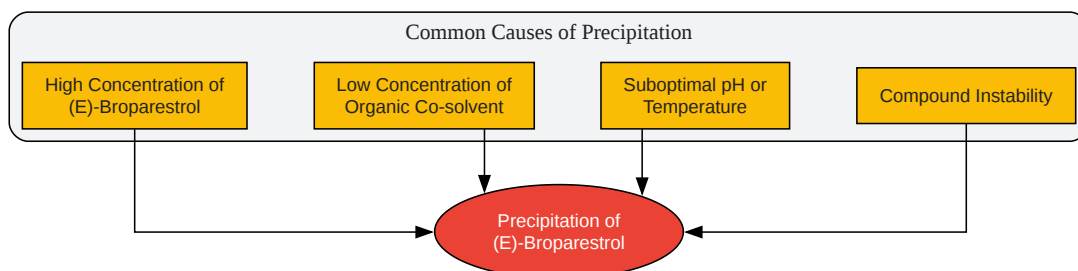 Common Causes of Precipitation
High Concentration of
(E)-Broparestrol
Low Concentration of
Organic Co-solvent
Suboptimal pH or
Temperature
Compound Instability
Precipitation of
(E)-Broparestrol